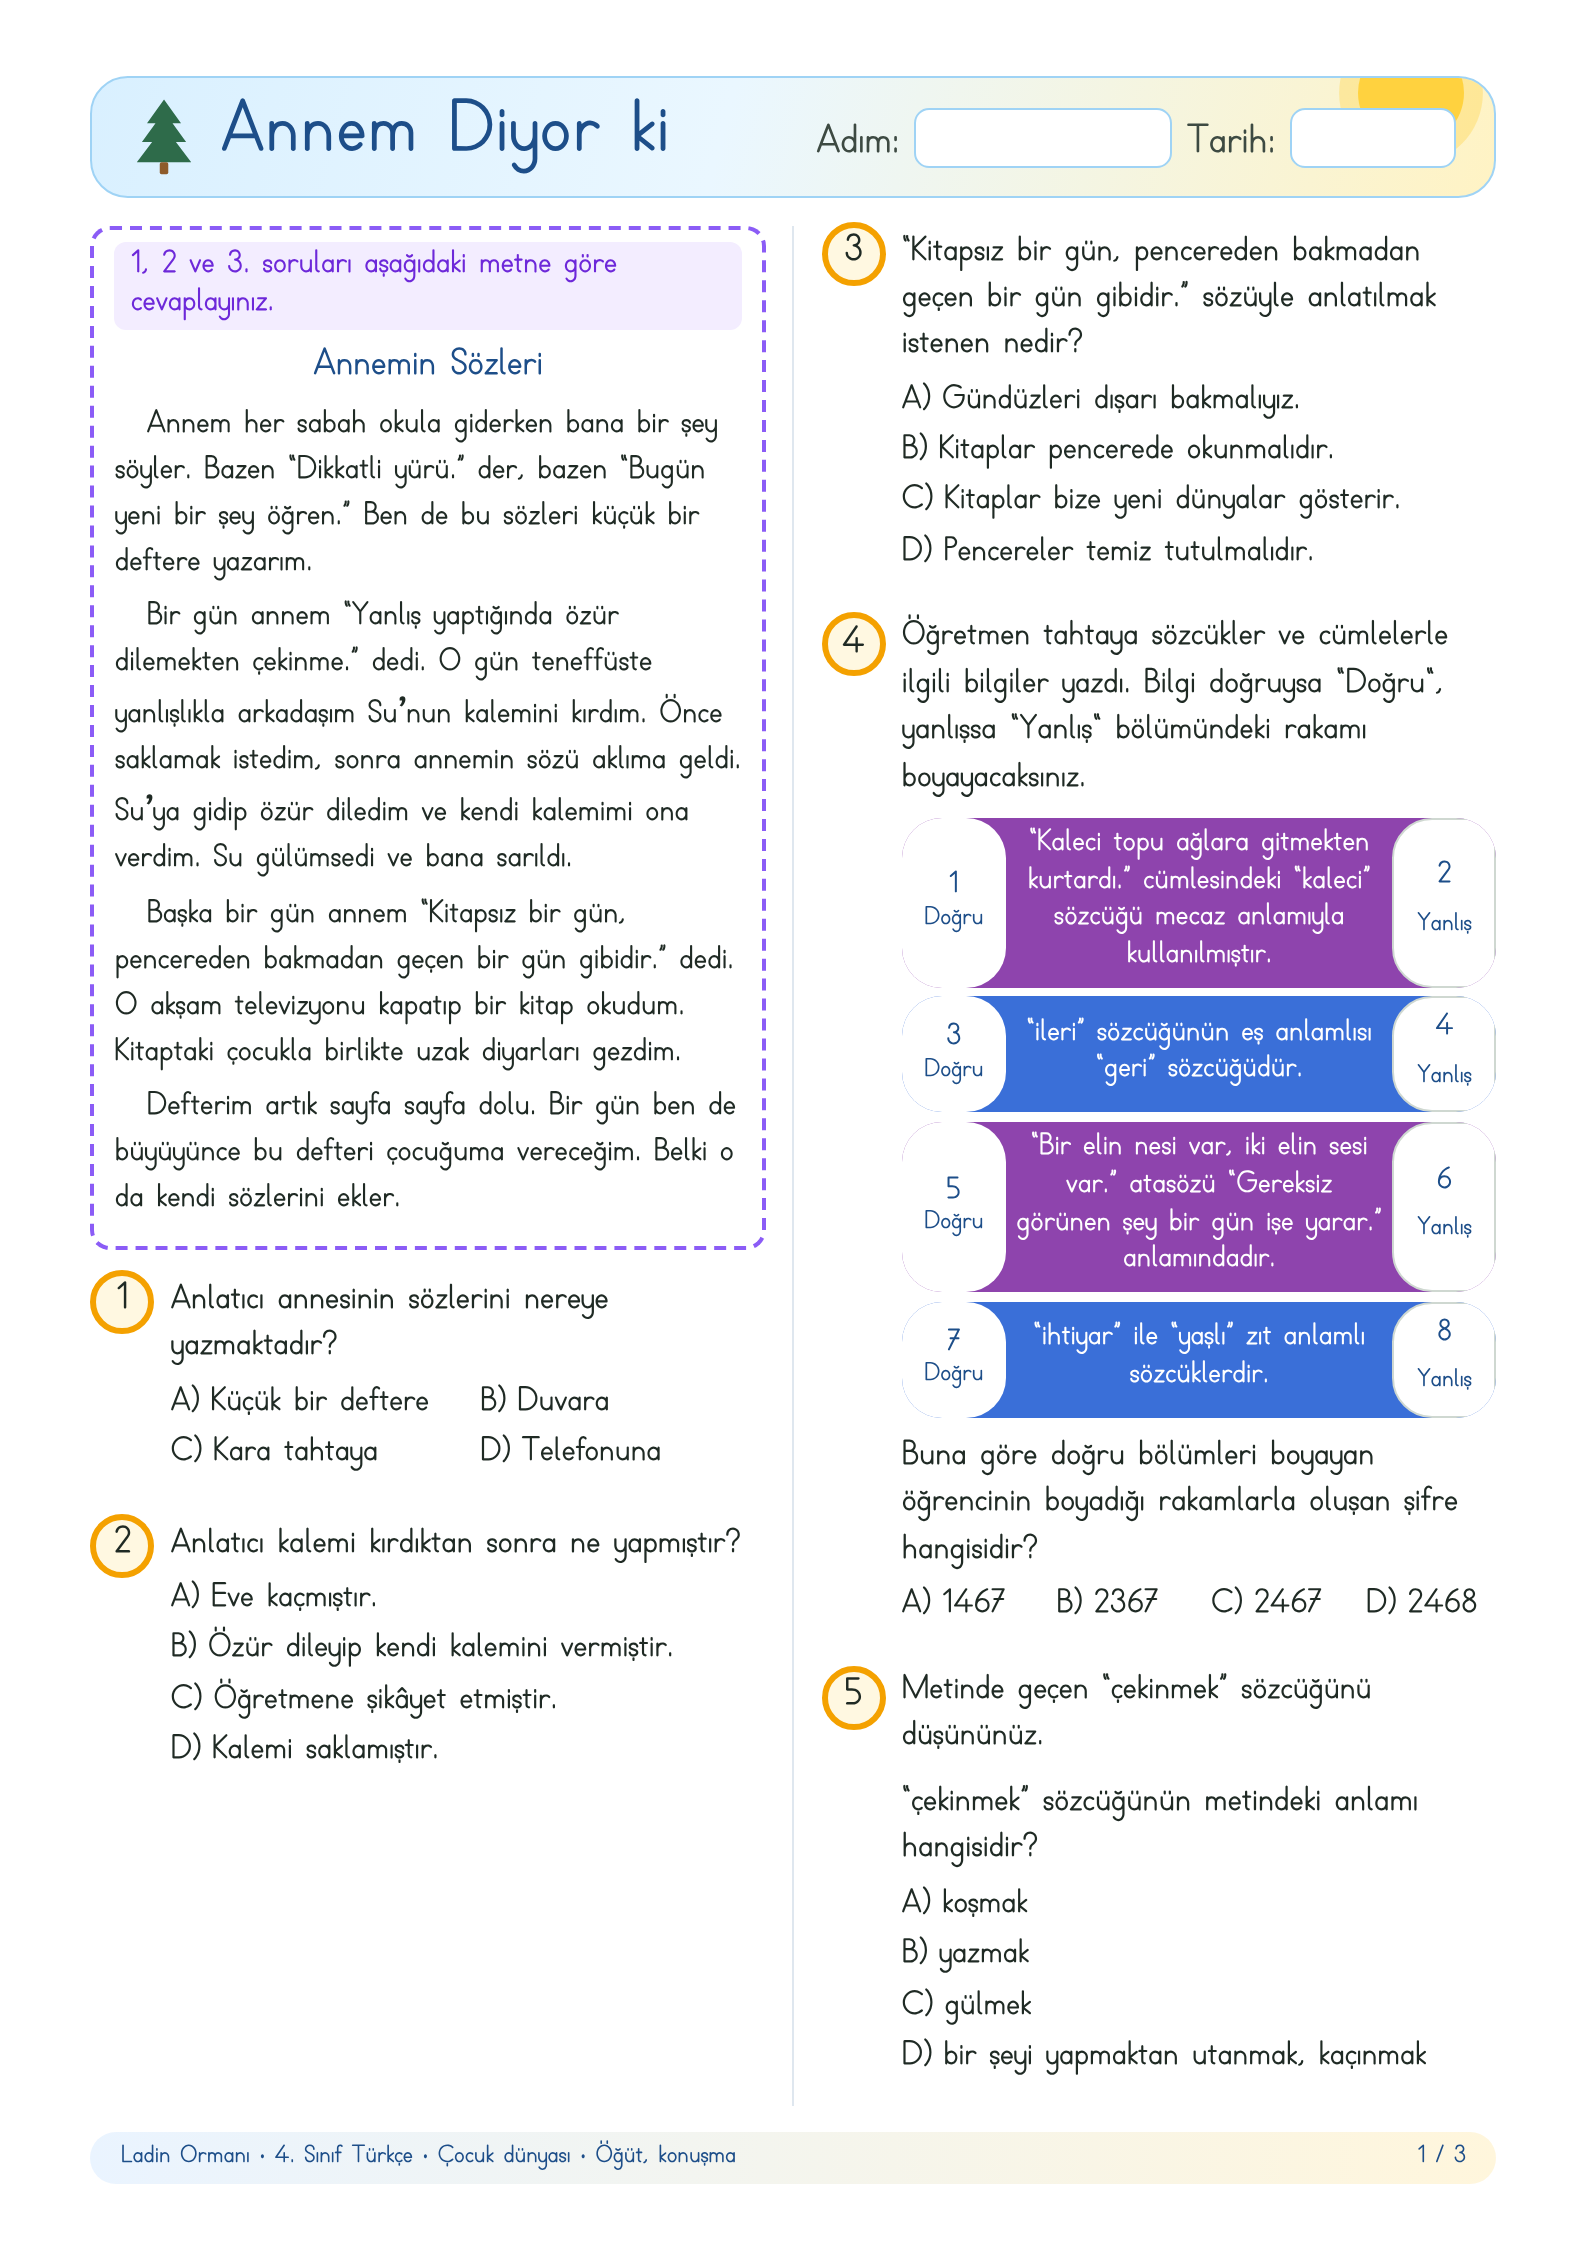 Annem Diyor ki
Adım:
Tarih:
1, 2 ve 3. soruları aşağıdaki metne göre
cevaplayınız.
Annemin Sözleri
Annem her sabah okula giderken bana bir şey
söyler. Bazen “Dikkatli yürü.” der, bazen “Bugün
yeni bir şey öğren.” Ben de bu sözleri küçük bir
deftere yazarım.
Bir gün annem “Yanlış yaptığında özür
dilemekten çekinme.” dedi. O gün teneffüste
yanlışlıkla arkadaşım Su’nun kalemini kırdım. Önce
saklamak istedim, sonra annemin sözü aklıma geldi.
Su’ya gidip özür diledim ve kendi kalemimi ona
verdim. Su gülümsedi ve bana sarıldı.
Başka bir gün annem “Kitapsız bir gün,
pencereden bakmadan geçen bir gün gibidir.” dedi.
O akşam televizyonu kapatıp bir kitap okudum.
Kitaptaki çocukla birlikte uzak diyarları gezdim.
Defterim artık sayfa sayfa dolu. Bir gün ben de
büyüyünce bu defteri çocuğuma vereceğim. Belki o
da kendi sözlerini ekler.
1
Anlatıcı annesinin sözlerini nereye
yazmaktadır?
A) Küçük bir deftere B) Duvara
C) Kara tahtaya D) Telefonuna
2
Anlatıcı kalemi kırdıktan sonra ne yapmıştır?
A) Eve kaçmıştır.
B) Özür dileyip kendi kalemini vermiştir.
C) Öğretmene şikâyet etmiştir.
D) Kalemi saklamıştır.
3
“Kitapsız bir gün, pencereden bakmadan
geçen bir gün gibidir.” sözüyle anlatılmak
istenen nedir?
A) Gündüzleri dışarı bakmalıyız.
B) Kitaplar pencerede okunmalıdır.
C) Kitaplar bize yeni dünyalar gösterir.
D) Pencereler temiz tutulmalıdır.
4
Öğretmen tahtaya sözcükler ve cümlelerle
ilgili bilgiler yazdı. Bilgi doğruysa “Doğru“,
yanlışsa “Yanlış“ bölümündeki rakamı
boyayacaksınız.
1
Doğru
“Kaleci topu ağlara gitmekten
kurtardı.” cümlesindeki “kaleci”
sözcüğü mecaz anlamıyla
kullanılmıştır.
2
Yanlış
3
Doğru
“ileri” sözcüğünün eş anlamlısı
“geri” sözcüğüdür.
4
Yanlış
5
Doğru
“Bir elin nesi var, iki elin sesi
var.” atasözü “Gereksiz
görünen şey bir gün işe yarar.”
anlamındadır.
6
Yanlış
7
Doğru
“ihtiyar” ile “yaşlı” zıt anlamlı
sözcüklerdir.
8
Yanlış
Buna göre doğru bölümleri boyayan
öğrencinin boyadığı rakamlarla oluşan şifre
hangisidir?
A) 1467 B) 2367 C) 2467 D) 2468
5
Metinde geçen “çekinmek” sözcüğünü
düşününüz.
“çekinmek” sözcüğünün metindeki anlamı
hangisidir?
A) koşmak
B) yazmak
C) gülmek
D) bir şeyi yapmaktan utanmak, kaçınmak
Ladin Ormanı • 4. Sınıf Türkçe • Çocuk dünyası • Öğüt, konuşma
1 / 3